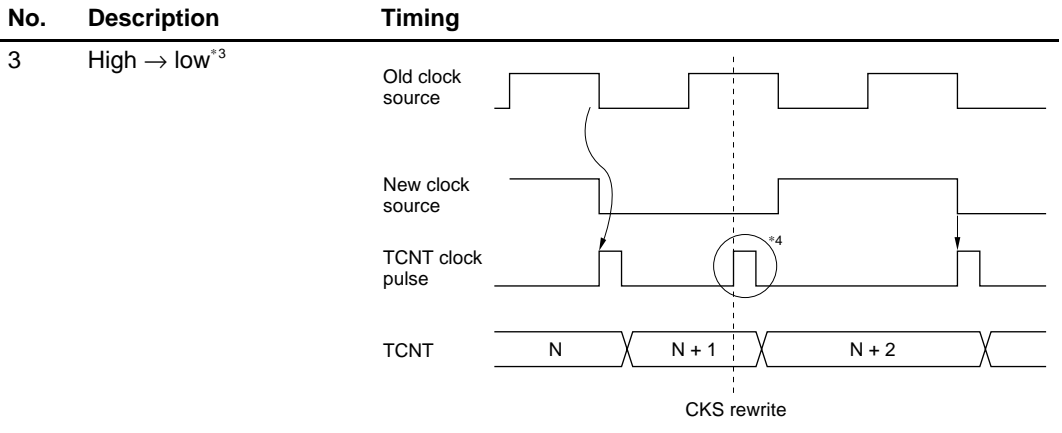 No. Description Timing
3 High → low*3
Old clock
source
New clock
source
*4
TCNT clock
pulse
TCNT N N + 1 N + 2
CKS rewrite